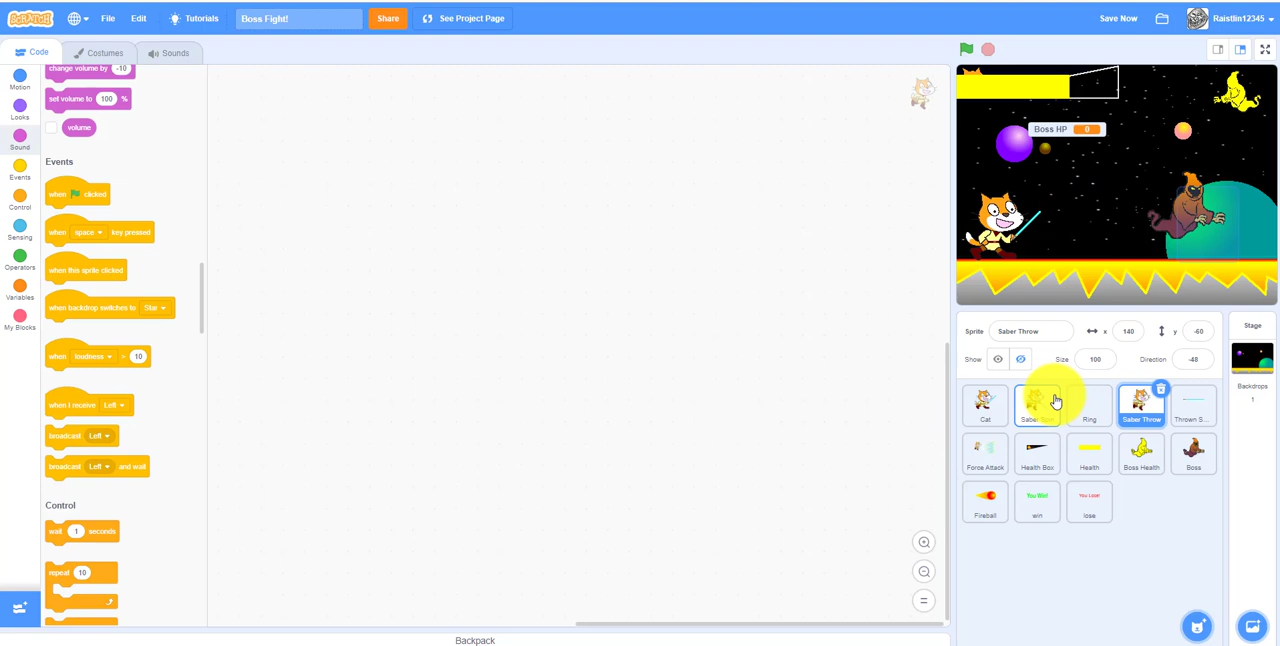 SCRATCH File Edit Tutorials Boss Fight! Share See Project Page Save Now Raistlin12345
Code Costumes Sounds
Motion
Looks
Sound
Events
Control
Sensing
Operators
Variables
My Blocks
change volume by -10
set volume to 100 %
volume
Events
when clicked
when space key pressed
when this sprite clicked
when backdrop switches to Star
when loudness > 10
when I receive Left
broadcast Left
broadcast Left and wait
Control
wait 1 seconds
repeat 10
Backpack
Boss HP 0
Sprite Saber Throw x 140 y -60
Show Size 100 Direction -48
Stage
Backdrops
1
Cat Saber Spin Ring Saber Throw Thrown S...
Force Attack Health Box Health Boss Health Boss
You Win! You Lose!
Fireball win lose